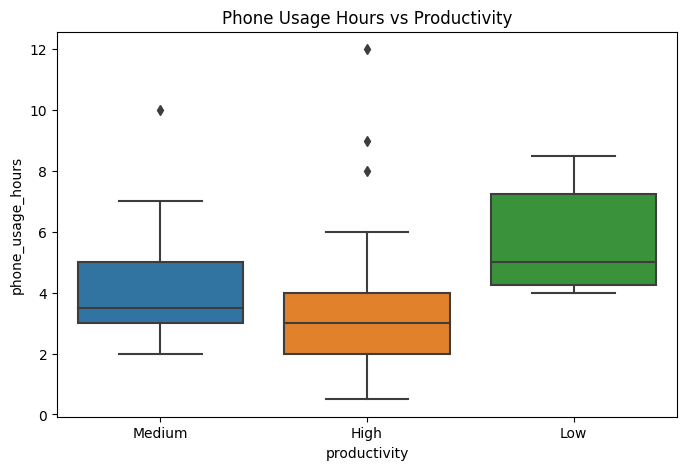 Phone Usage Hours vs Productivity
12
10
8
6
4
2
0
phone_usage_hours
Medium
High
Low
productivity